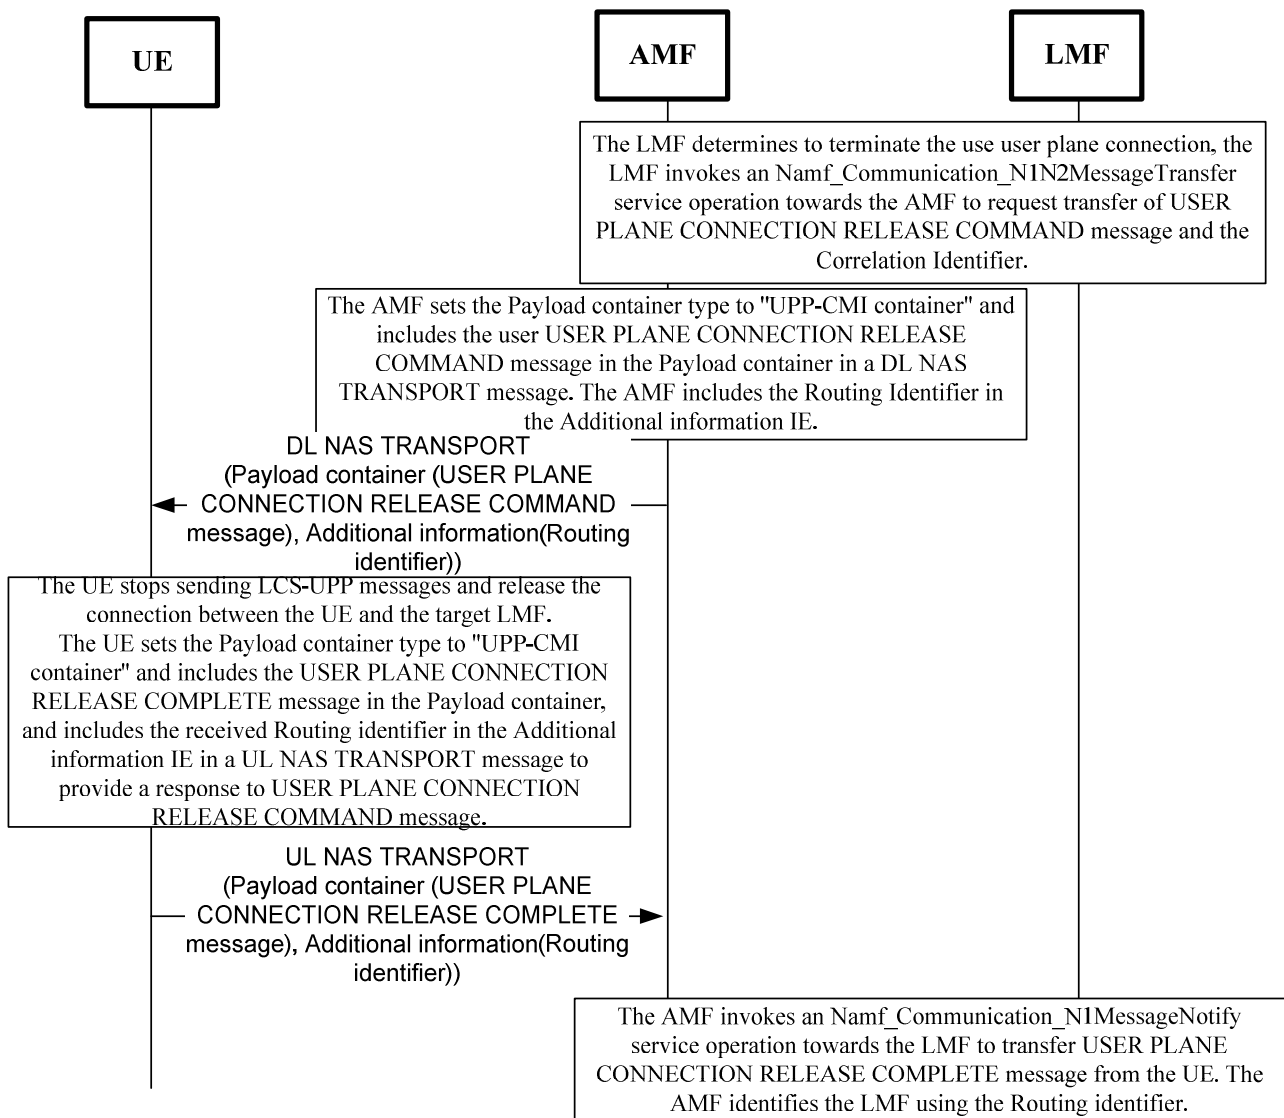 UE
AMF
LMF
The LMF determines to terminate the use user plane connection, the
LMF invokes an Namf_Communication_N1N2MessageTransfer
service operation towards the AMF to request transfer of USER
PLANE CONNECTION RELEASE COMMAND message and the
Correlation Identifier.
The AMF sets the Payload container type to "UPP-CMI container" and
includes the user USER PLANE CONNECTION RELEASE
COMMAND message in the Payload container in a DL NAS
TRANSPORT message. The AMF includes the Routing Identifier in
the Additional information IE.
DL NAS TRANSPORT
(Payload container (USER PLANE
CONNECTION RELEASE COMMAND
message), Additional information(Routing
identifier))
The UE stops sending LCS-UPP messages and release the
connection between the UE and the target LMF.
The UE sets the Payload container type to "UPP-CMI
container" and includes the USER PLANE CONNECTION
RELEASE COMPLETE message in the Payload container,
and includes the received Routing identifier in the Additional
information IE in a UL NAS TRANSPORT message to
provide a response to USER PLANE CONNECTION
RELEASE COMMAND message.
UL NAS TRANSPORT
(Payload container (USER PLANE
CONNECTION RELEASE COMPLETE
message), Additional information(Routing
identifier))
The AMF invokes an Namf_Communication_N1MessageNotify
service operation towards the LMF to transfer USER PLANE
CONNECTION RELEASE COMPLETE message from the UE. The
AMF identifies the LMF using the Routing identifier.